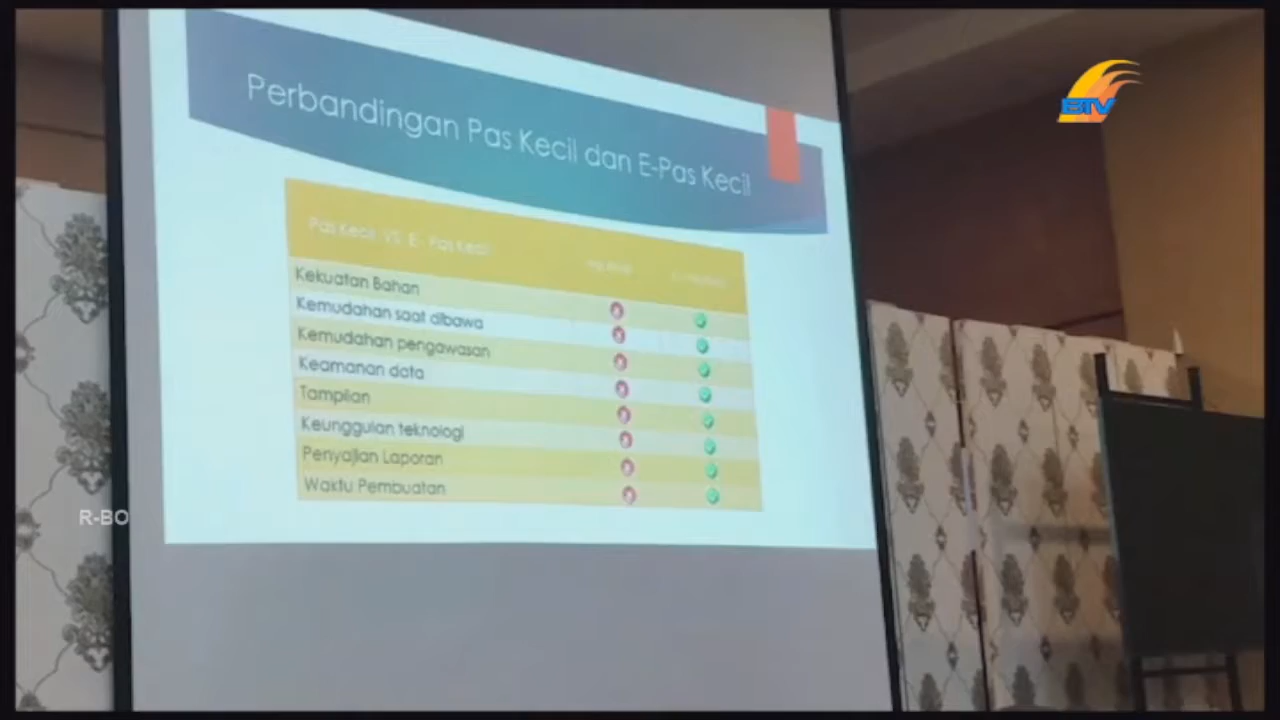 BTV
Perbandingan Pas Kecil dan E-Pas Kecil
Pas Kecil VS E - Pas Kecil
Kekuatan Bahan
Kemudahan saat dibawa
Kemudahan pengawasan
Keamanan data
Tampilan
Keunggulan teknologi
Penyajian Laporan
Waktu Pembuatan
R-BO